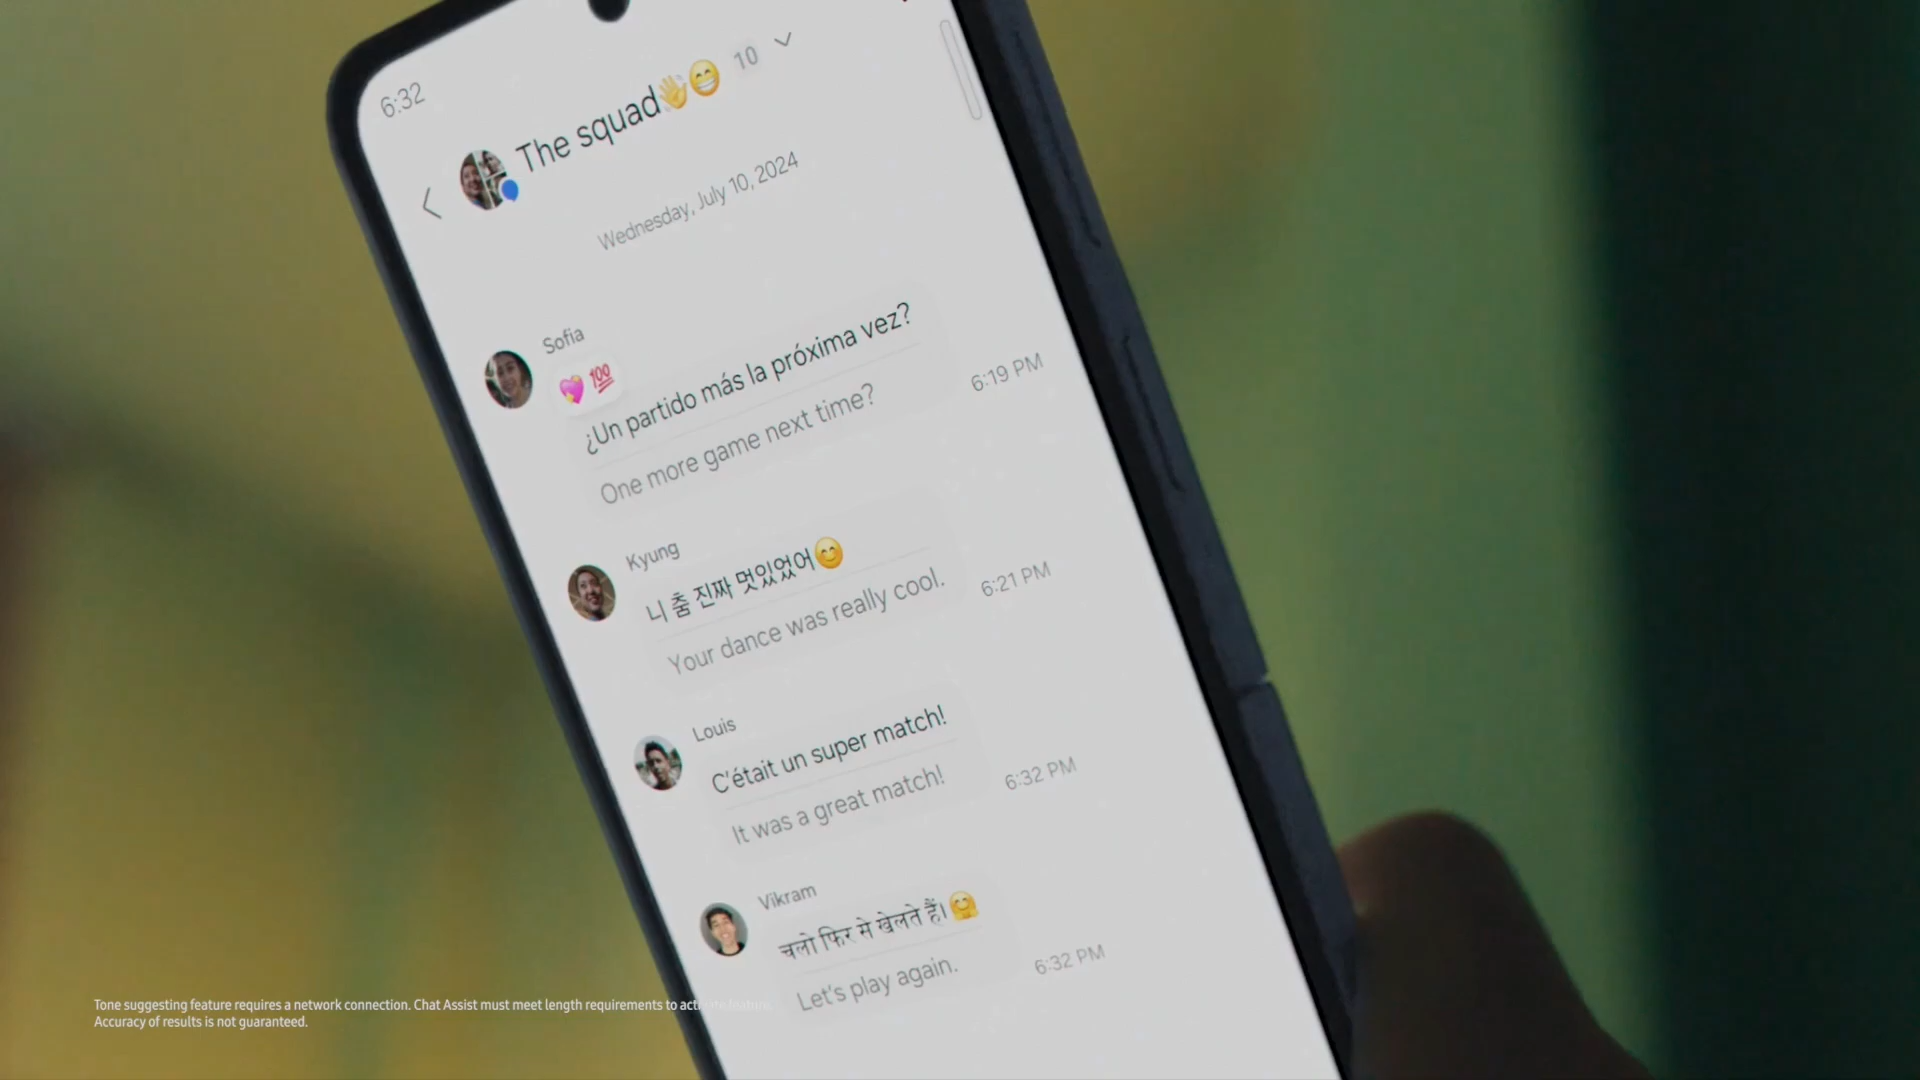 6:32
The squad👋😁 10
Wednesday, July 10, 2024
Sofia
💖 💯
¿Un partido más la próxima vez?
One more game next time?
6:19 PM
Kyung
니 춤 진짜 멋있었어😊
Your dance was really cool.
6:21 PM
Louis
C'était un super match!
It was a great match!
6:32 PM
Vikram
चलो फिर से खेलते हैं।🤗
Let's play again.
6:32 PM
Tone suggesting feature requires a network connection. Chat Assist must meet length requirements to activate feature.
Accuracy of results is not guaranteed.